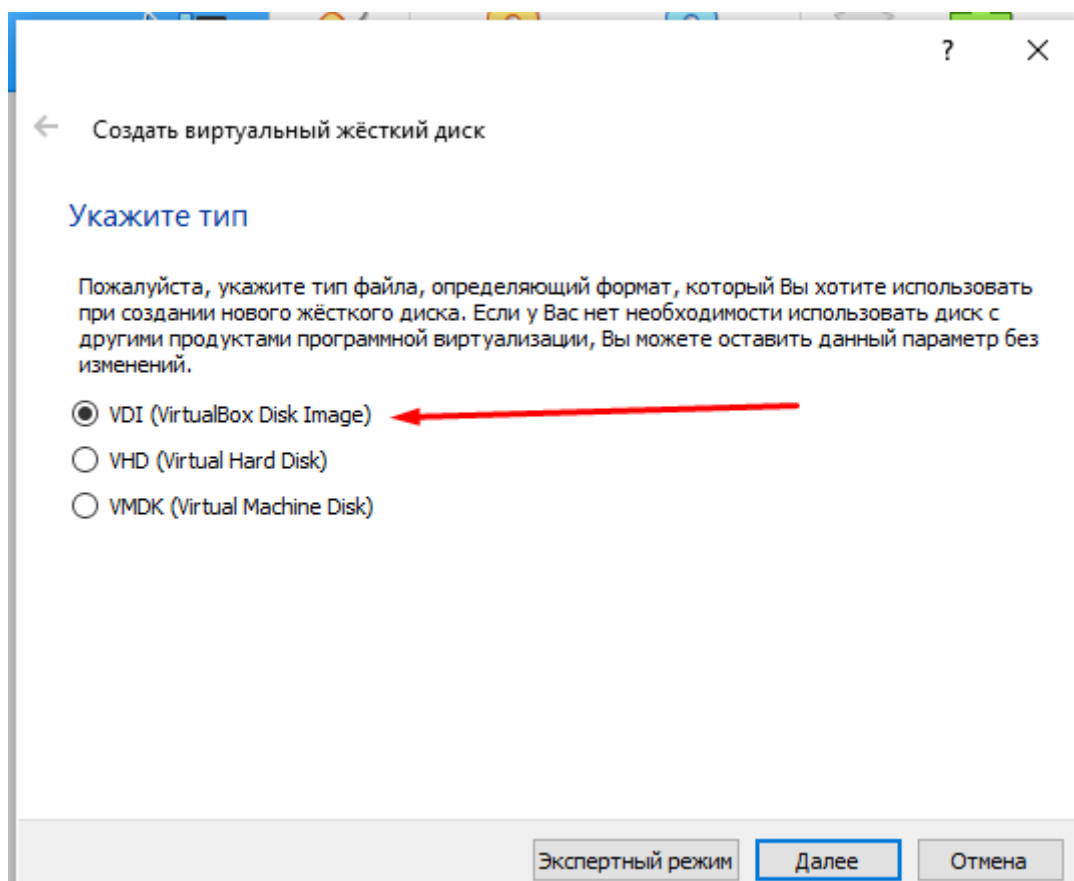 Создать виртуальный жёсткий диск
Укажите тип
Пожалуйста, укажите тип файла, определяющий формат, который Вы хотите использовать
при создании нового жёсткого диска. Если у Вас нет необходимости использовать диск с
другими продуктами программной виртуализации, Вы можете оставить данный параметр без
изменений.
VDI (VirtualBox Disk Image)
VHD (Virtual Hard Disk)
VMDK (Virtual Machine Disk)
Экспертный режим Далее Отмена